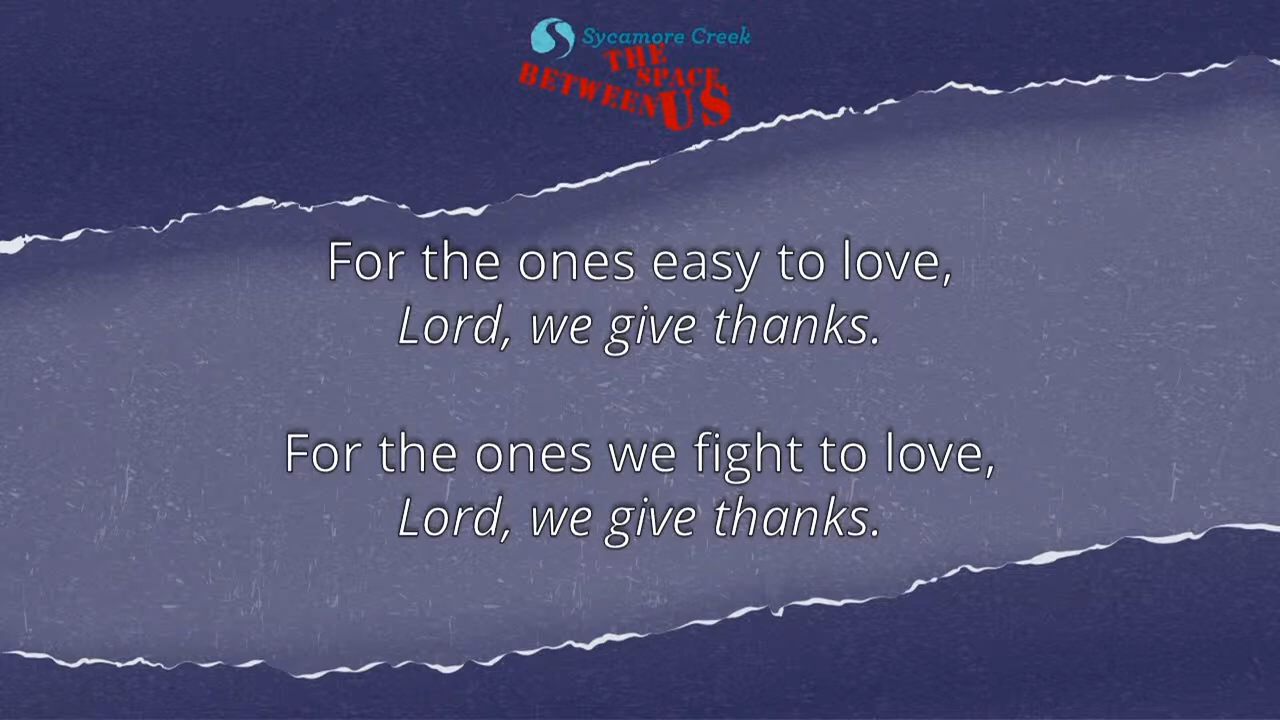 Sycamore Creek
THE
SPACE
BETWEEN
US
For the ones easy to love,
Lord, we give thanks.
For the ones we fight to love,
Lord, we give thanks.